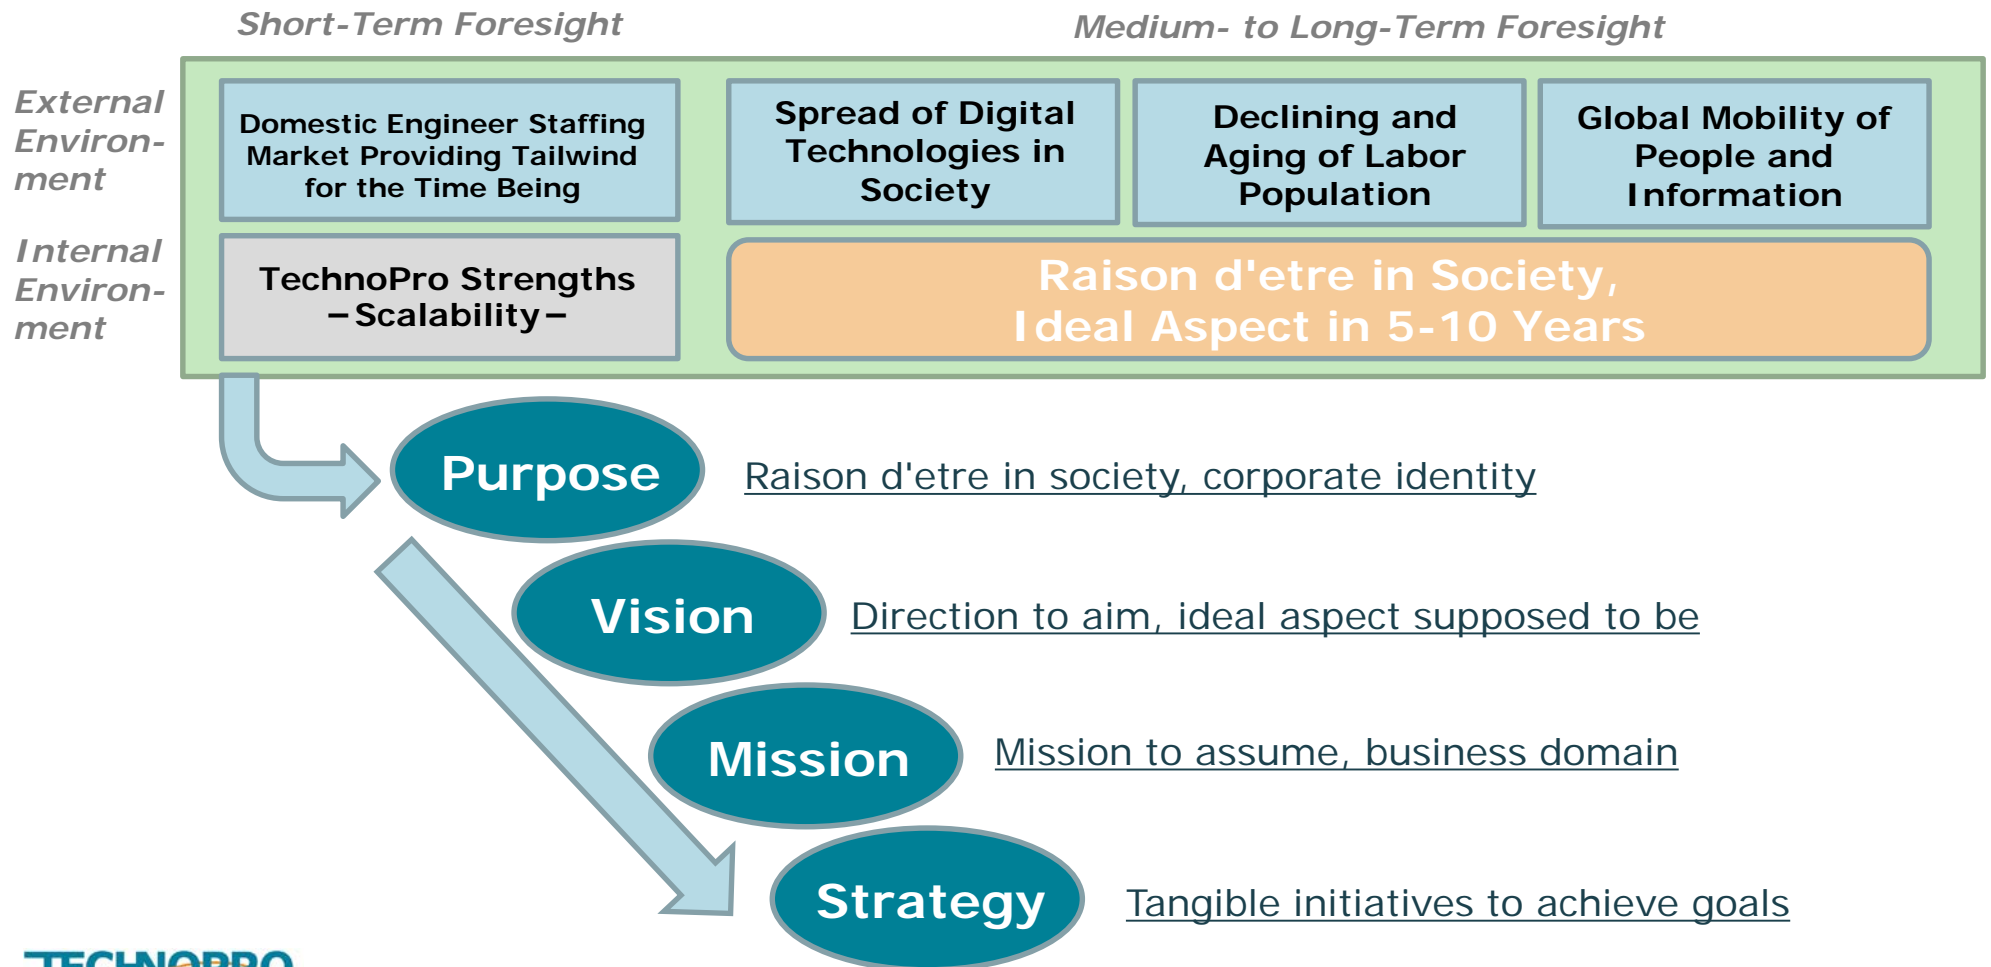 Short-Term Foresight
Medium- to Long-Term Foresight
External
Environ-
ment
Domestic Engineer Staffing
Market Providing Tailwind
for the Time Being
Spread of Digital
Technologies in
Society
Declining and
Aging of Labor
Population
Global Mobility of
People and
Information
Internal
Environ-
ment
TechnoPro Strengths
–Scalability–
Raison d'etre in Society,
Ideal Aspect in 5-10 Years
Purpose
Raison d'etre in society, corporate identity
Vision
Direction to aim, ideal aspect supposed to be
Mission
Mission to assume, business domain
Strategy
Tangible initiatives to achieve goals
TECHNOPRO